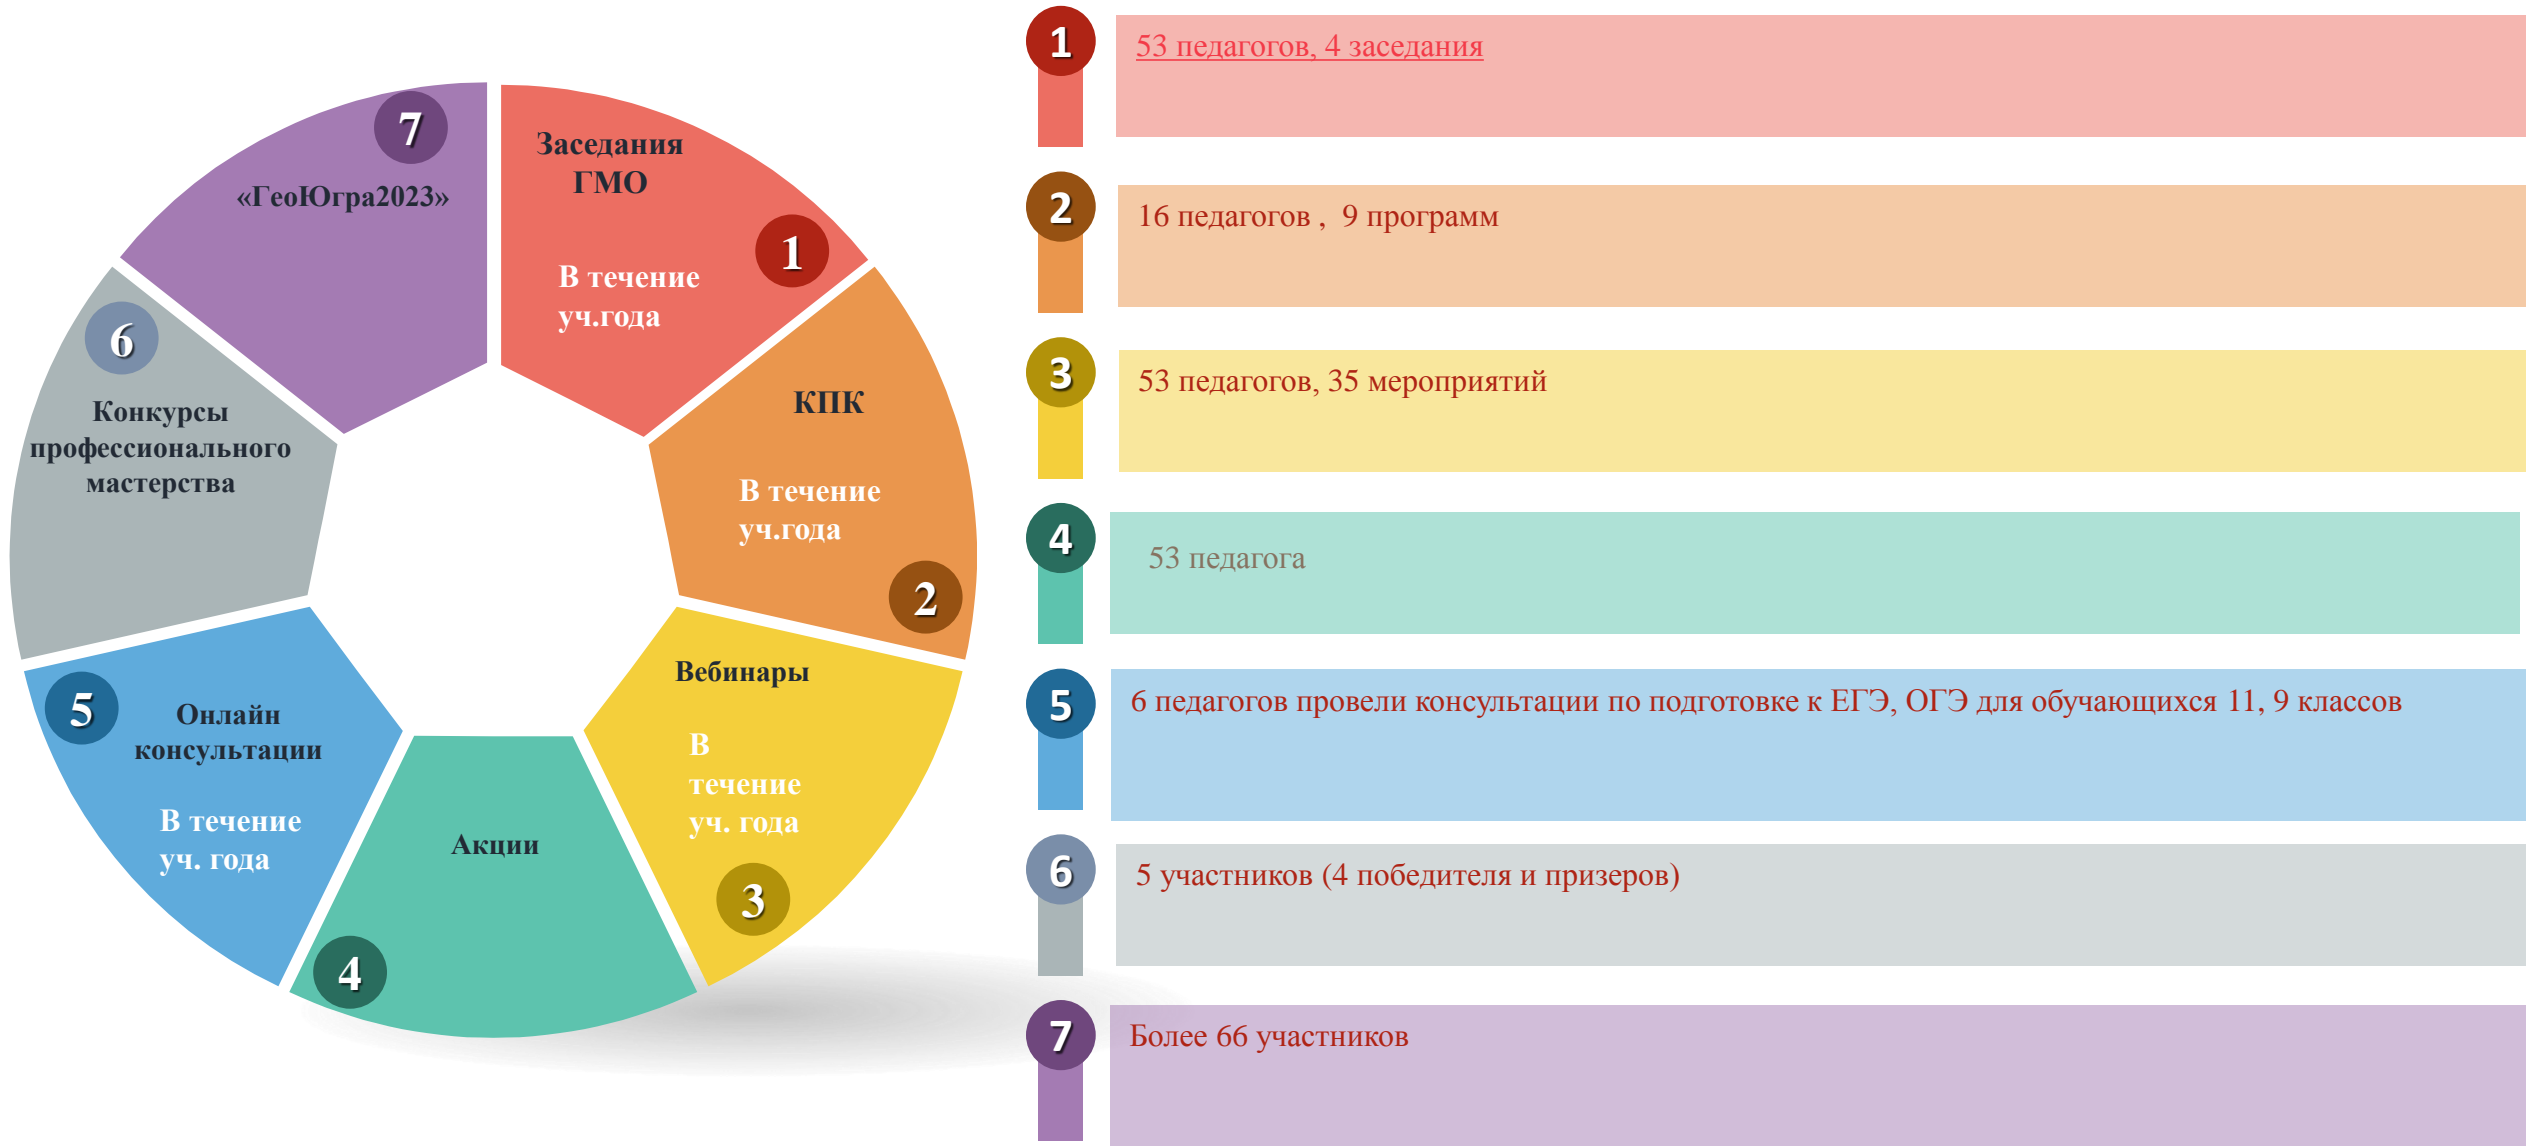 7
«ГеоЮгра2023»
Заседания
ГМО
В течение
уч.года
1
6
Конкурсы
профессионального
мастерства
КПК
В течение
уч.года
2
5
Онлайн
консультации
В течение
уч. года
Вебинары
В
течение
уч. года
3
Акции
4
1
53 педагогов, 4 заседания
2
16 педагогов , 9 программ
3
53 педагогов, 35 мероприятий
4
53 педагога
5
6 педагогов провели консультации по подготовке к ЕГЭ, ОГЭ для обучающихся 11, 9 классов
6
5 участников (4 победителя и призеров)
7
Более 66 участников